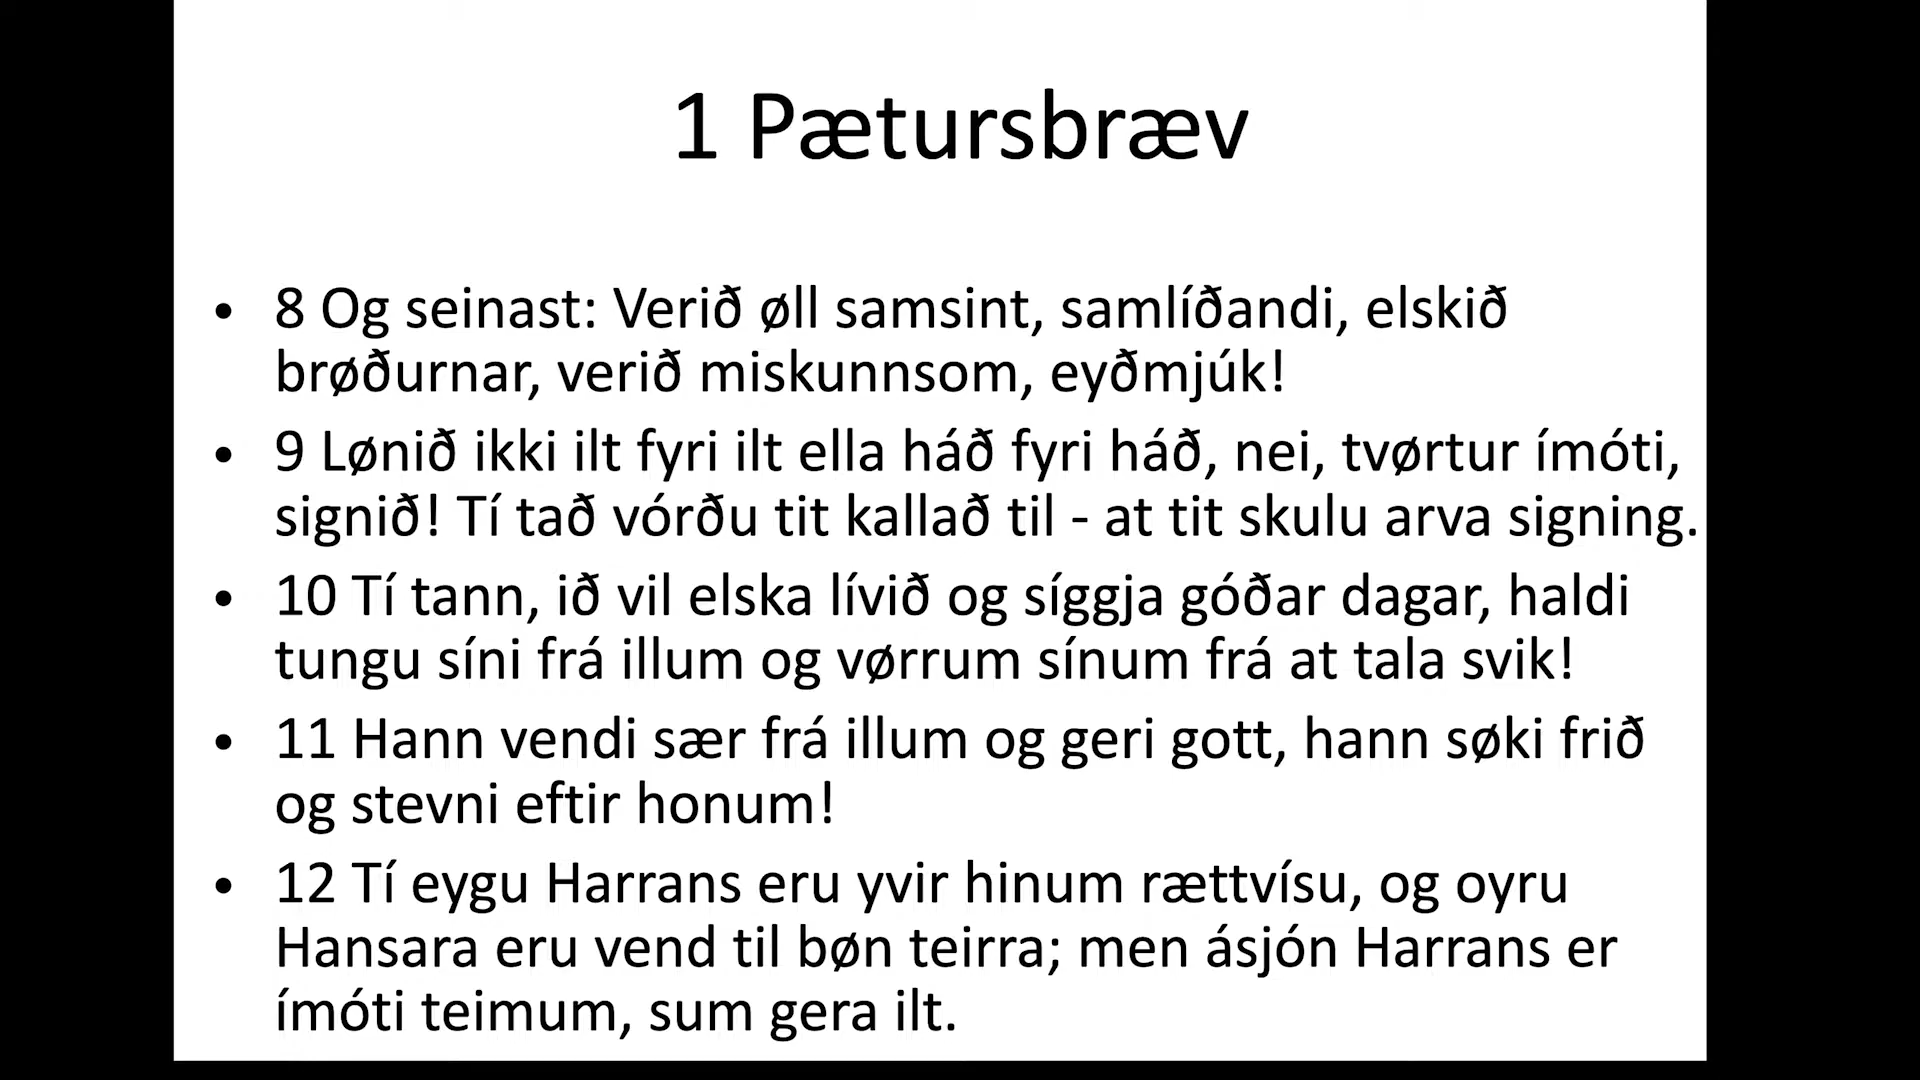 1 Pætursbræv
• 8 Og seinast: Verið øll samsint, samlíðandi, elskið
brøðurnar, verið miskunnsom, eyðmjúk!
• 9 Lønið ikki ilt fyri ilt ella háð fyri háð, nei, tvørtur ímóti,
signið! Tí tað vórðu tit kallað til - at tit skulu arva signing.
• 10 Tí tann, ið vil elska lívið og síggja góðar dagar, haldi
tungu síni frá illum og vørrum sínum frá at tala svik!
• 11 Hann vendi sær frá illum og geri gott, hann søki frið
og stevni eftir honum!
• 12 Tí eygu Harrans eru yvir hinum rættvísu, og oyru
Hansara eru vend til bøn teirra; men ásjón Harrans er
ímóti teimum, sum gera ilt.